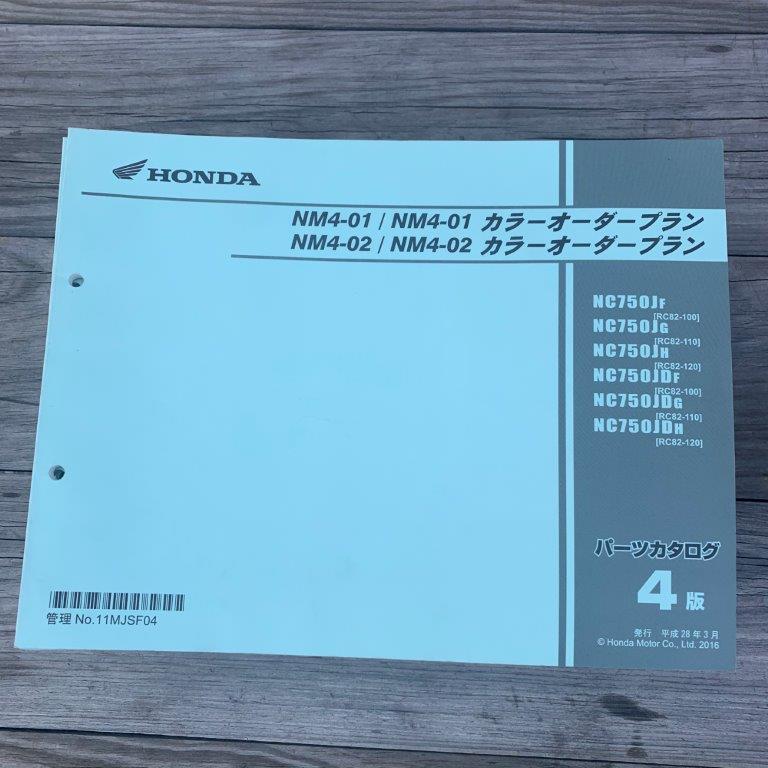 HONDA
NM4-01 / NM4-01 カラーオーダープラン
NM4-02 / NM4-02 カラーオーダープラン
NC750JF
[RC82-100]
NC750JG
[RC82-110]
NC750JH
[RC82-120]
NC750JDF
[RC82-100]
NC750JDG
[RC82-110]
NC750JDH
[RC82-120]
パーツカタログ
4版
発行 平成28年3月
© Honda Motor Co., Ltd. 2016
管理 No.11MJSF04